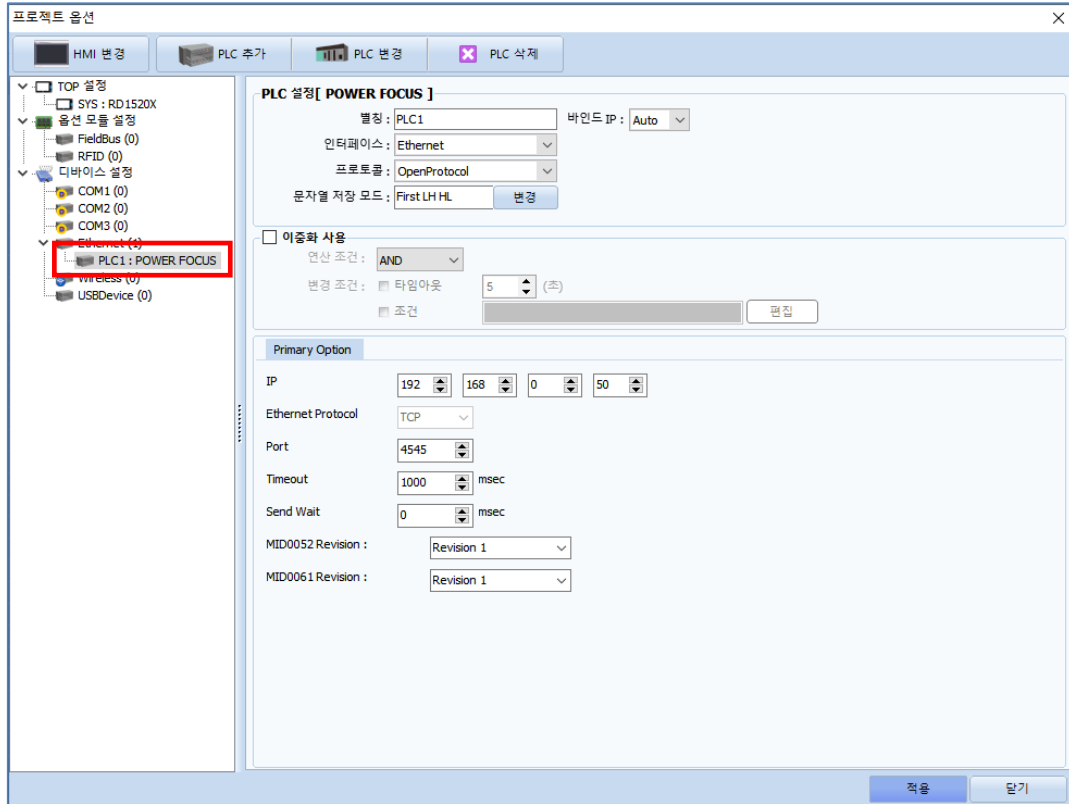 프로젝트 옵션
HMI 변경
PLC 추가
PLC 변경
PLC 삭제
TOP 설정
SYS : RD1520X
옵션 모듈 설정
FieldBus (0)
RFID (0)
디바이스 설정
COM1 (0)
COM2 (0)
COM3 (0)
Ethernet (1)
PLC1 : POWER FOCUS
Wireless (0)
USBDevice (0)
PLC 설정[ POWER FOCUS ]
별칭 : PLC1 바인드 IP : Auto
인터페이스 : Ethernet
프로토콜 : OpenProtocol
문자열 저장 모드 : First LH HL 변경
이중화 사용
연산 조건 : AND
변경 조건 : 타임아웃 5 (초)
조건 편집
Primary Option
IP 192 168 0 50
Ethernet Protocol TCP
Port 4545
Timeout 1000 msec
Send Wait 0 msec
MID0052 Revision : Revision 1
MID0061 Revision : Revision 1
적용 닫기